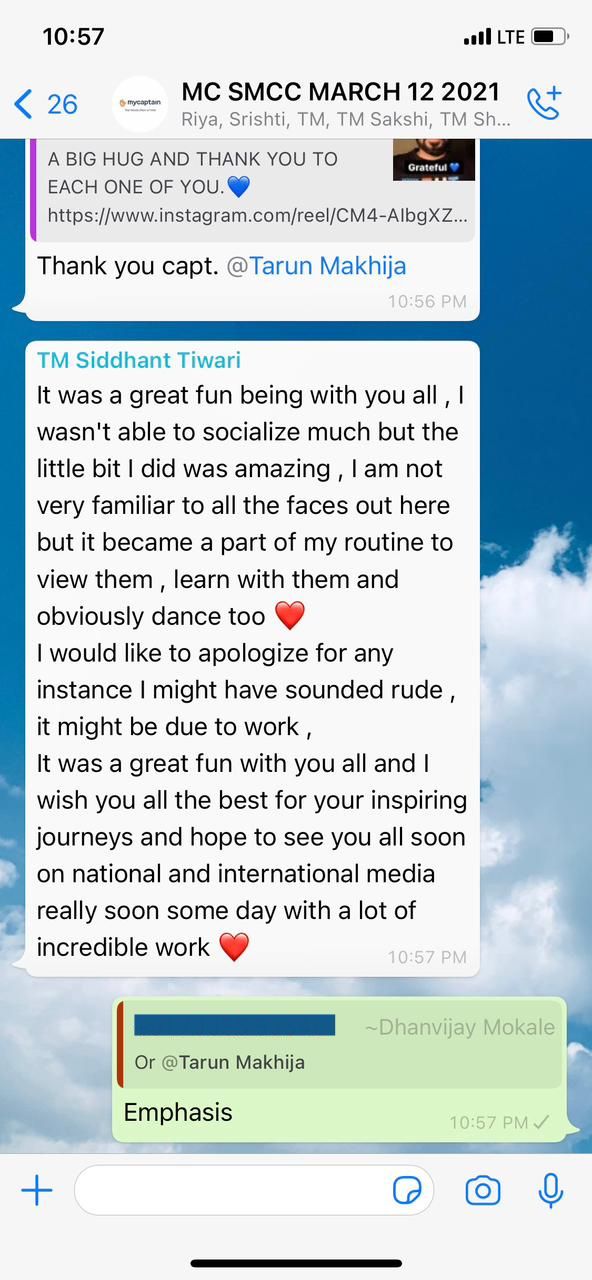 10:57
LTE
26
mycaptain
MC SMCC MARCH 12 2021
Riya, Srishti, TM, TM Sakshi, TM Sh...
A BIG HUG AND THANK YOU TO
EACH ONE OF YOU.💙
https://www.instagram.com/reel/CM4-AIbgXZ...
Grateful 💙
Thank you capt. @Tarun Makhija
10:56 PM
TM Siddhant Tiwari
It was a great fun being with you all , I
wasn't able to socialize much but the
little bit I did was amazing , I am not
very familiar to all the faces out here
but it became a part of my routine to
view them , learn with them and
obviously dance too ❤️
I would like to apologize for any
instance I might have sounded rude ,
it might be due to work ,
It was a great fun with you all and I
wish you all the best for your inspiring
journeys and hope to see you all soon
on national and international media
really soon some day with a lot of
incredible work ❤️
10:57 PM
~Dhanvijay Mokale
Or @Tarun Makhija
Emphasis
10:57 PM